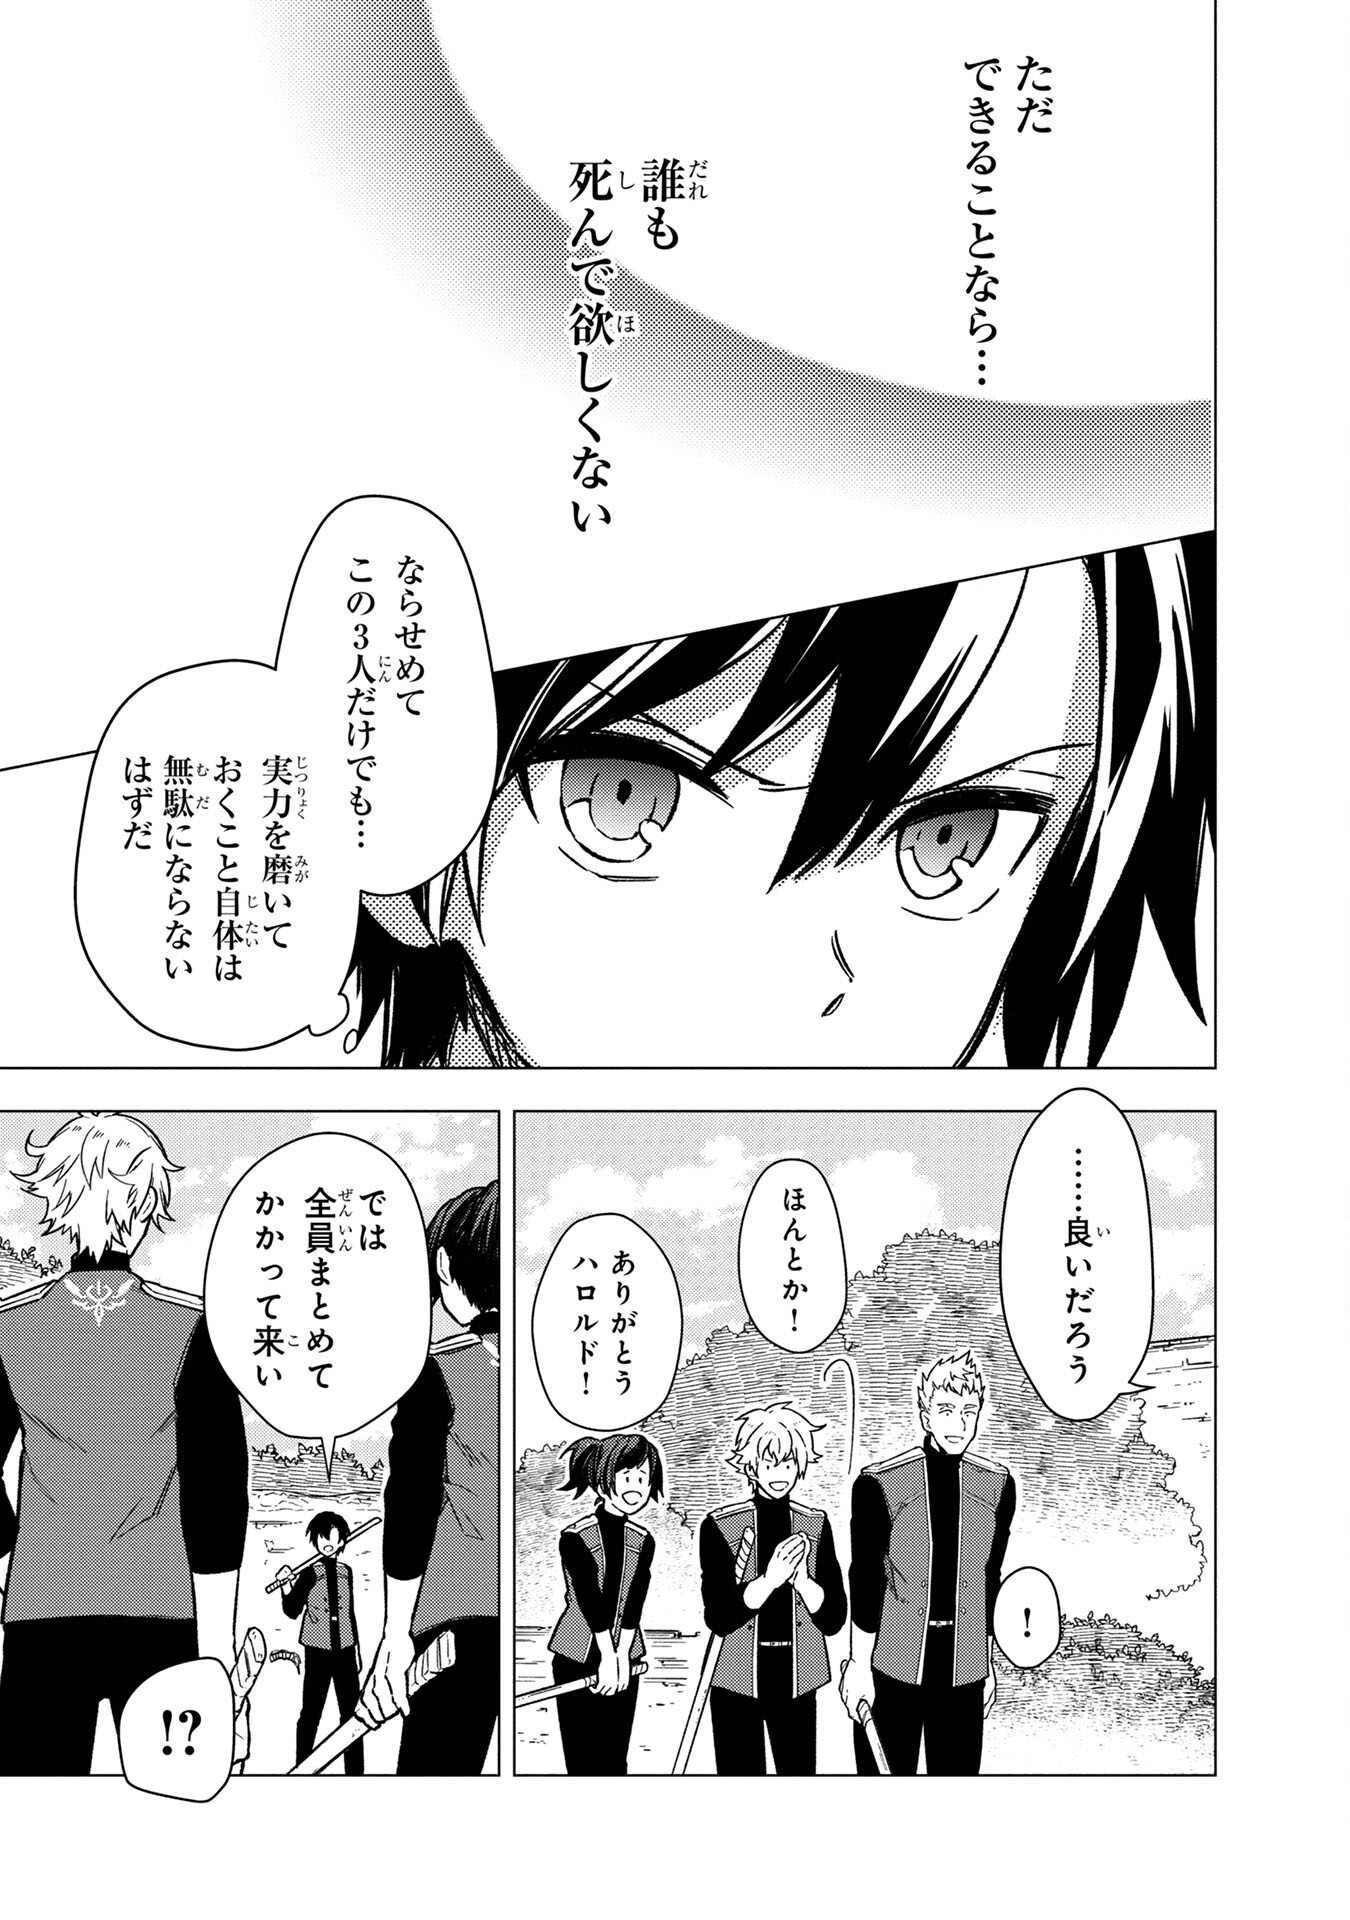 ただ
できることなら…
誰も
死んで欲しくない
ならせめて
この3人だけでも…
実力を磨いて
おくこと自体は
無駄にならない
はずだ
……良いだろう
！
ほんとか！
ありがとう
ハロルド！
では
全員まとめて
かかって来い
！？